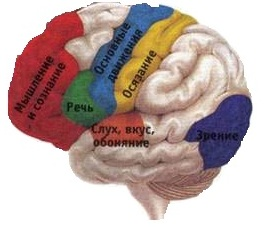 Мышление
и сознание
Основные
движения
Осязание
Речь
Слух, вкус,
обоняние
Зрение